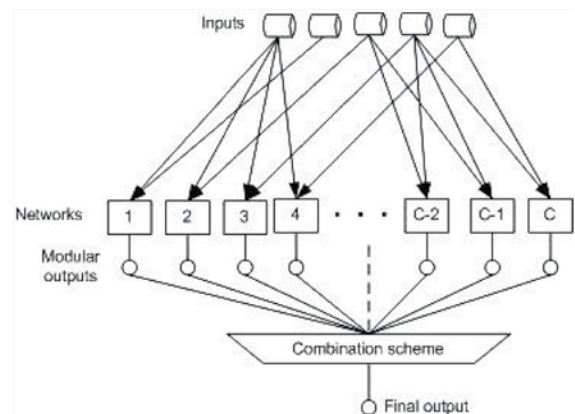 Inputs
Networks
1 2 3 4 . . . C-2 C-1 C
Modular
outputs
Combination scheme
Final output